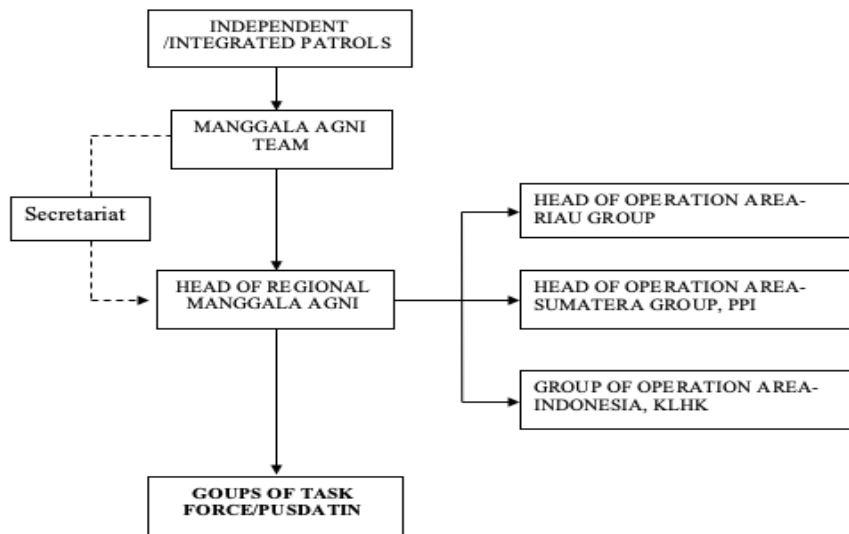 INDEPENDENT
/INTEGRATED PATROLS
MANGGALA AGNI
TEAM
Secretariat
HEAD OF REGIONAL
MANGGALA AGNI
HEAD OF OPERATION AREA-
RIAU GROUP
HEAD OF OPERATION AREA-
SUMATERA GROUP, PPI
GROUP OF OPERATION AREA-
INDONESIA, KLHK
GOUPS OF TASK
FORCE/PUSDATIN